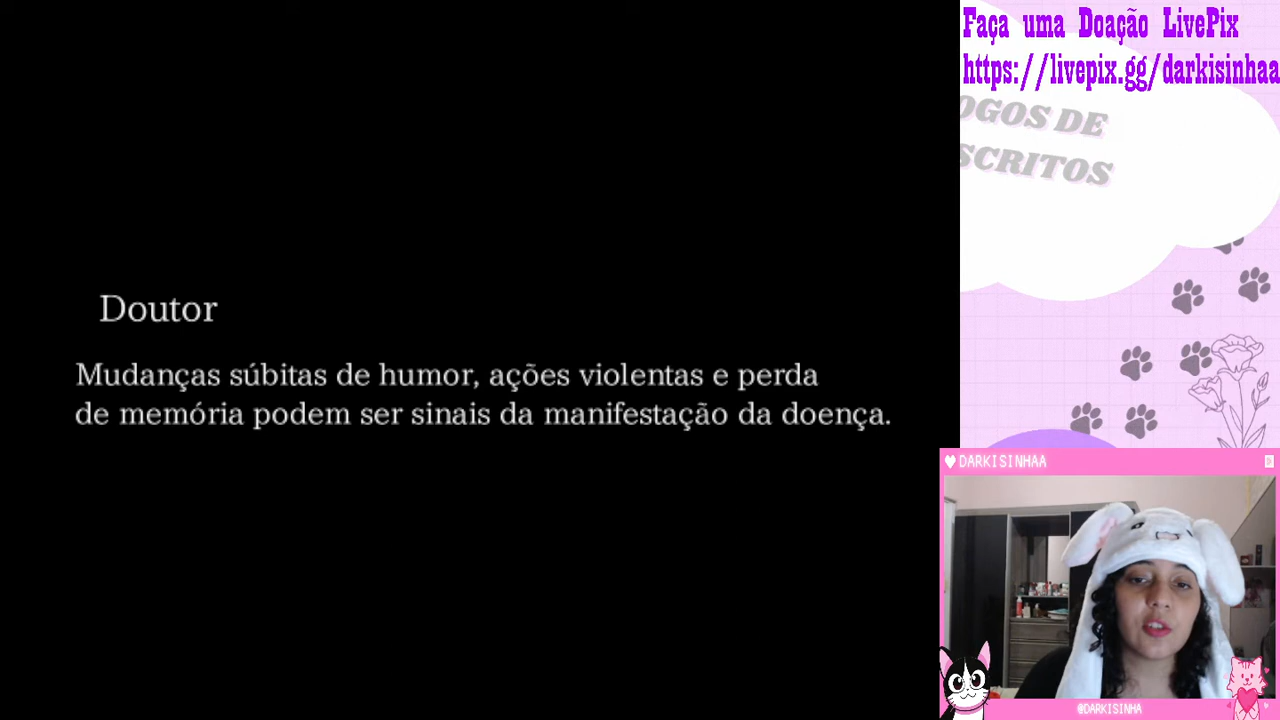 Faça uma Doação LivePix
https://livepix.gg/darkisinhaa
OGOS DE
SCRITOS
Doutor
Mudanças súbitas de humor, ações violentas e perda
de memória podem ser sinais da manifestação da doença.
DARKISINHAA
@DARKISINHA